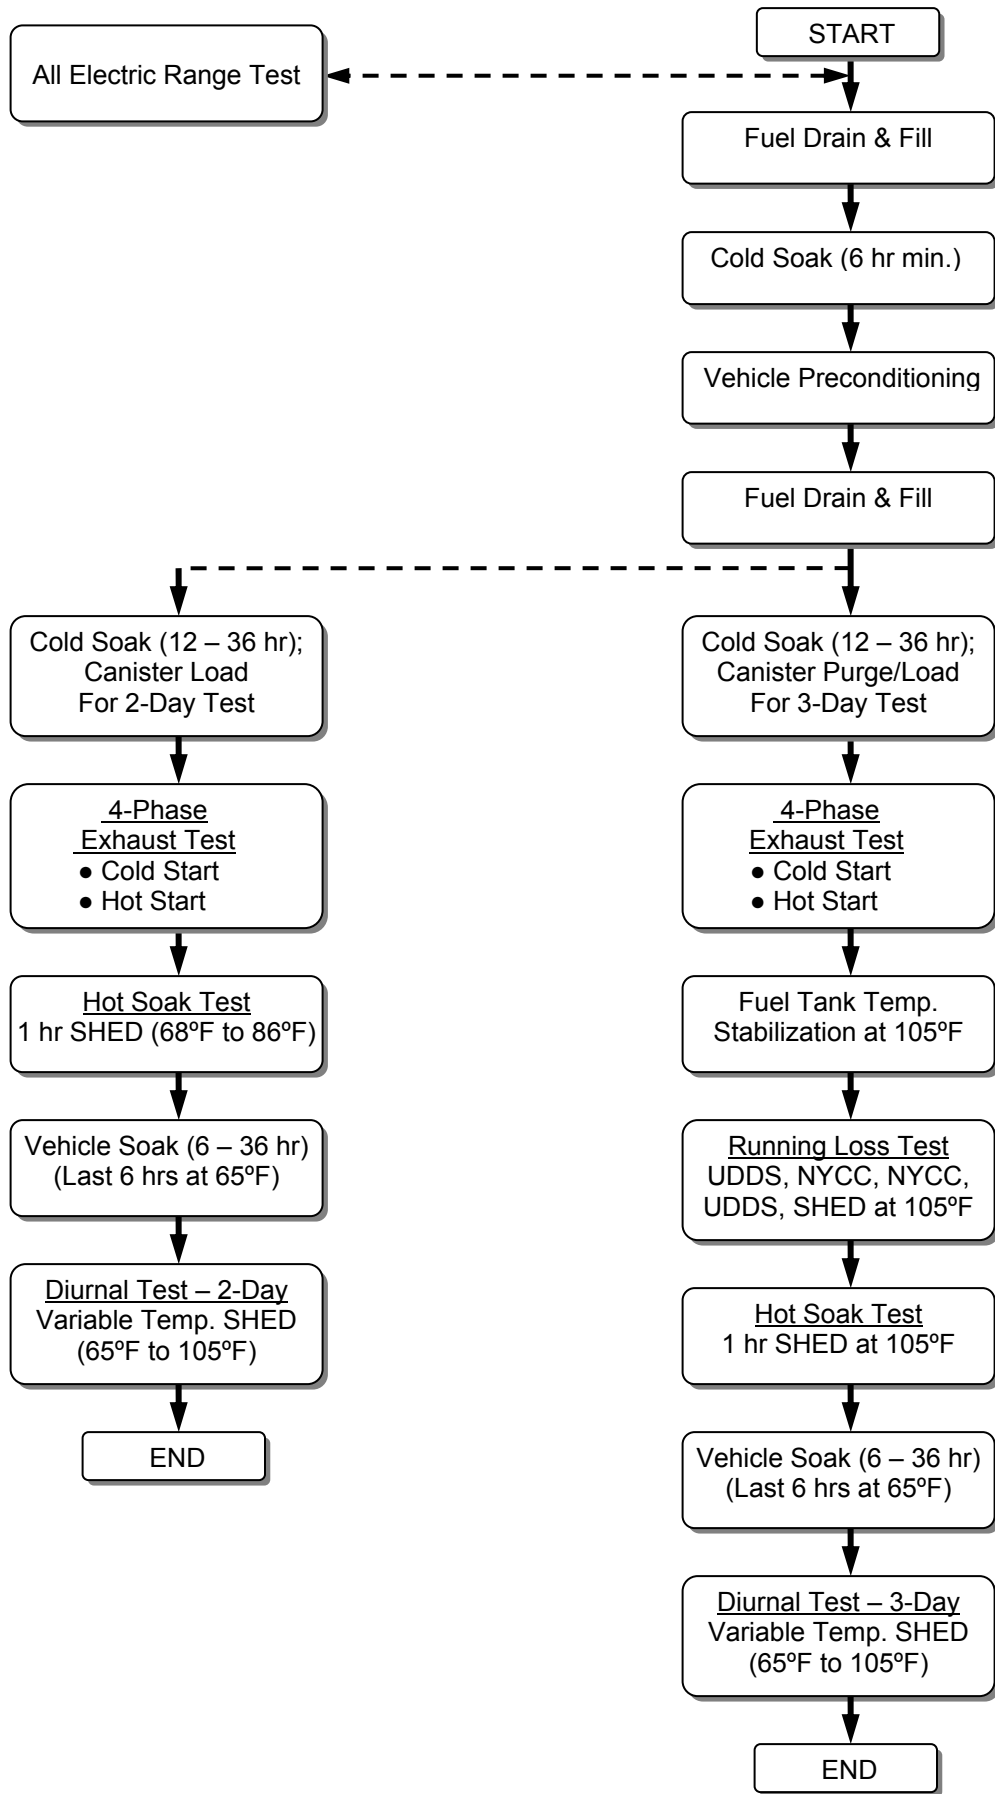 START
All Electric Range Test
Fuel Drain & Fill
Cold Soak (6 hr min.)
Vehicle Preconditioning
Fuel Drain & Fill
Cold Soak (12 – 36 hr);
Canister Load
For 2-Day Test
4-Phase
Exhaust Test
● Cold Start
● Hot Start
Hot Soak Test
1 hr SHED (68ºF to 86ºF)
Vehicle Soak (6 – 36 hr)
(Last 6 hrs at 65ºF)
Diurnal Test – 2-Day
Variable Temp. SHED
(65ºF to 105ºF)
END
Cold Soak (12 – 36 hr);
Canister Purge/Load
For 3-Day Test
4-Phase
Exhaust Test
● Cold Start
● Hot Start
Fuel Tank Temp.
Stabilization at 105ºF
Running Loss Test
UDDS, NYCC, NYCC,
UDDS, SHED at 105ºF
Hot Soak Test
1 hr SHED at 105ºF
Vehicle Soak (6 – 36 hr)
(Last 6 hrs at 65ºF)
Diurnal Test – 3-Day
Variable Temp. SHED
(65ºF to 105ºF)
END